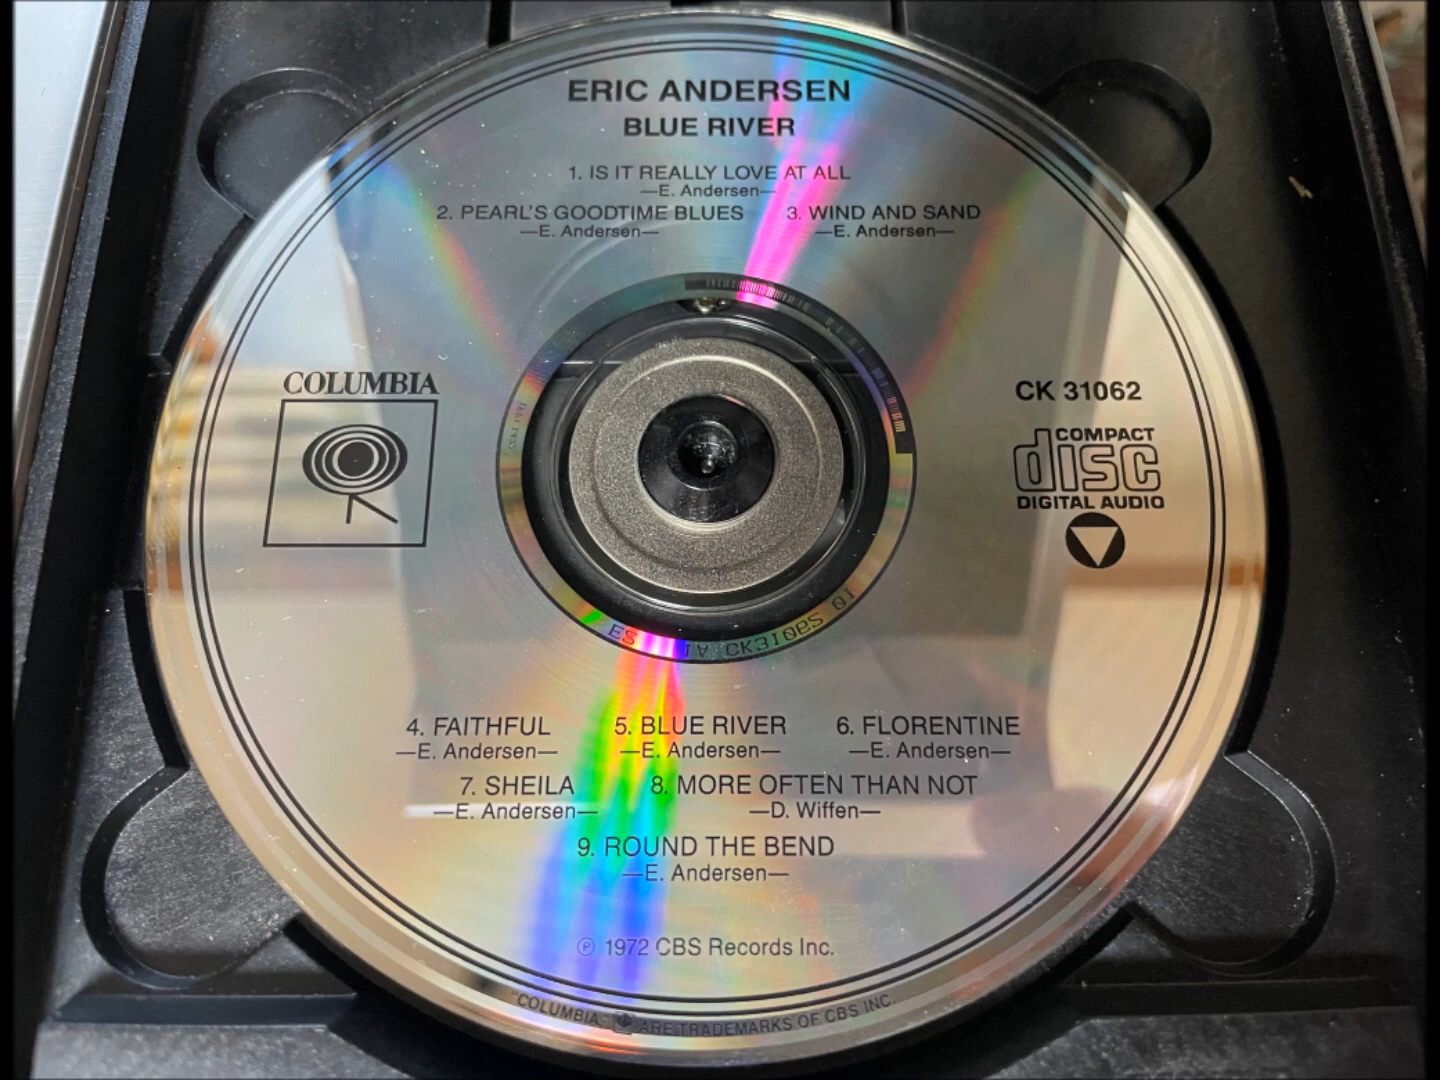 ERIC ANDERSEN
BLUE RIVER
1. IS IT REALLY LOVE AT ALL
—E. Andersen—
2. PEARL'S GOODTIME BLUES 3. WIND AND SAND
—E. Andersen— —E. Andersen—
COLUMBIA
CK 31062
COMPACT
disc
DIGITAL AUDIO
4. FAITHFUL 5. BLUE RIVER 6. FLORENTINE
—E. Andersen— —E. Andersen— —E. Andersen—
7. SHEILA 8. MORE OFTEN THAN NOT
—E. Andersen— —D. Wiffen—
9. ROUND THE BEND
—E. Andersen—
℗ 1972 CBS Records Inc.
"COLUMBIA," ARE TRADEMARKS OF CBS INC.